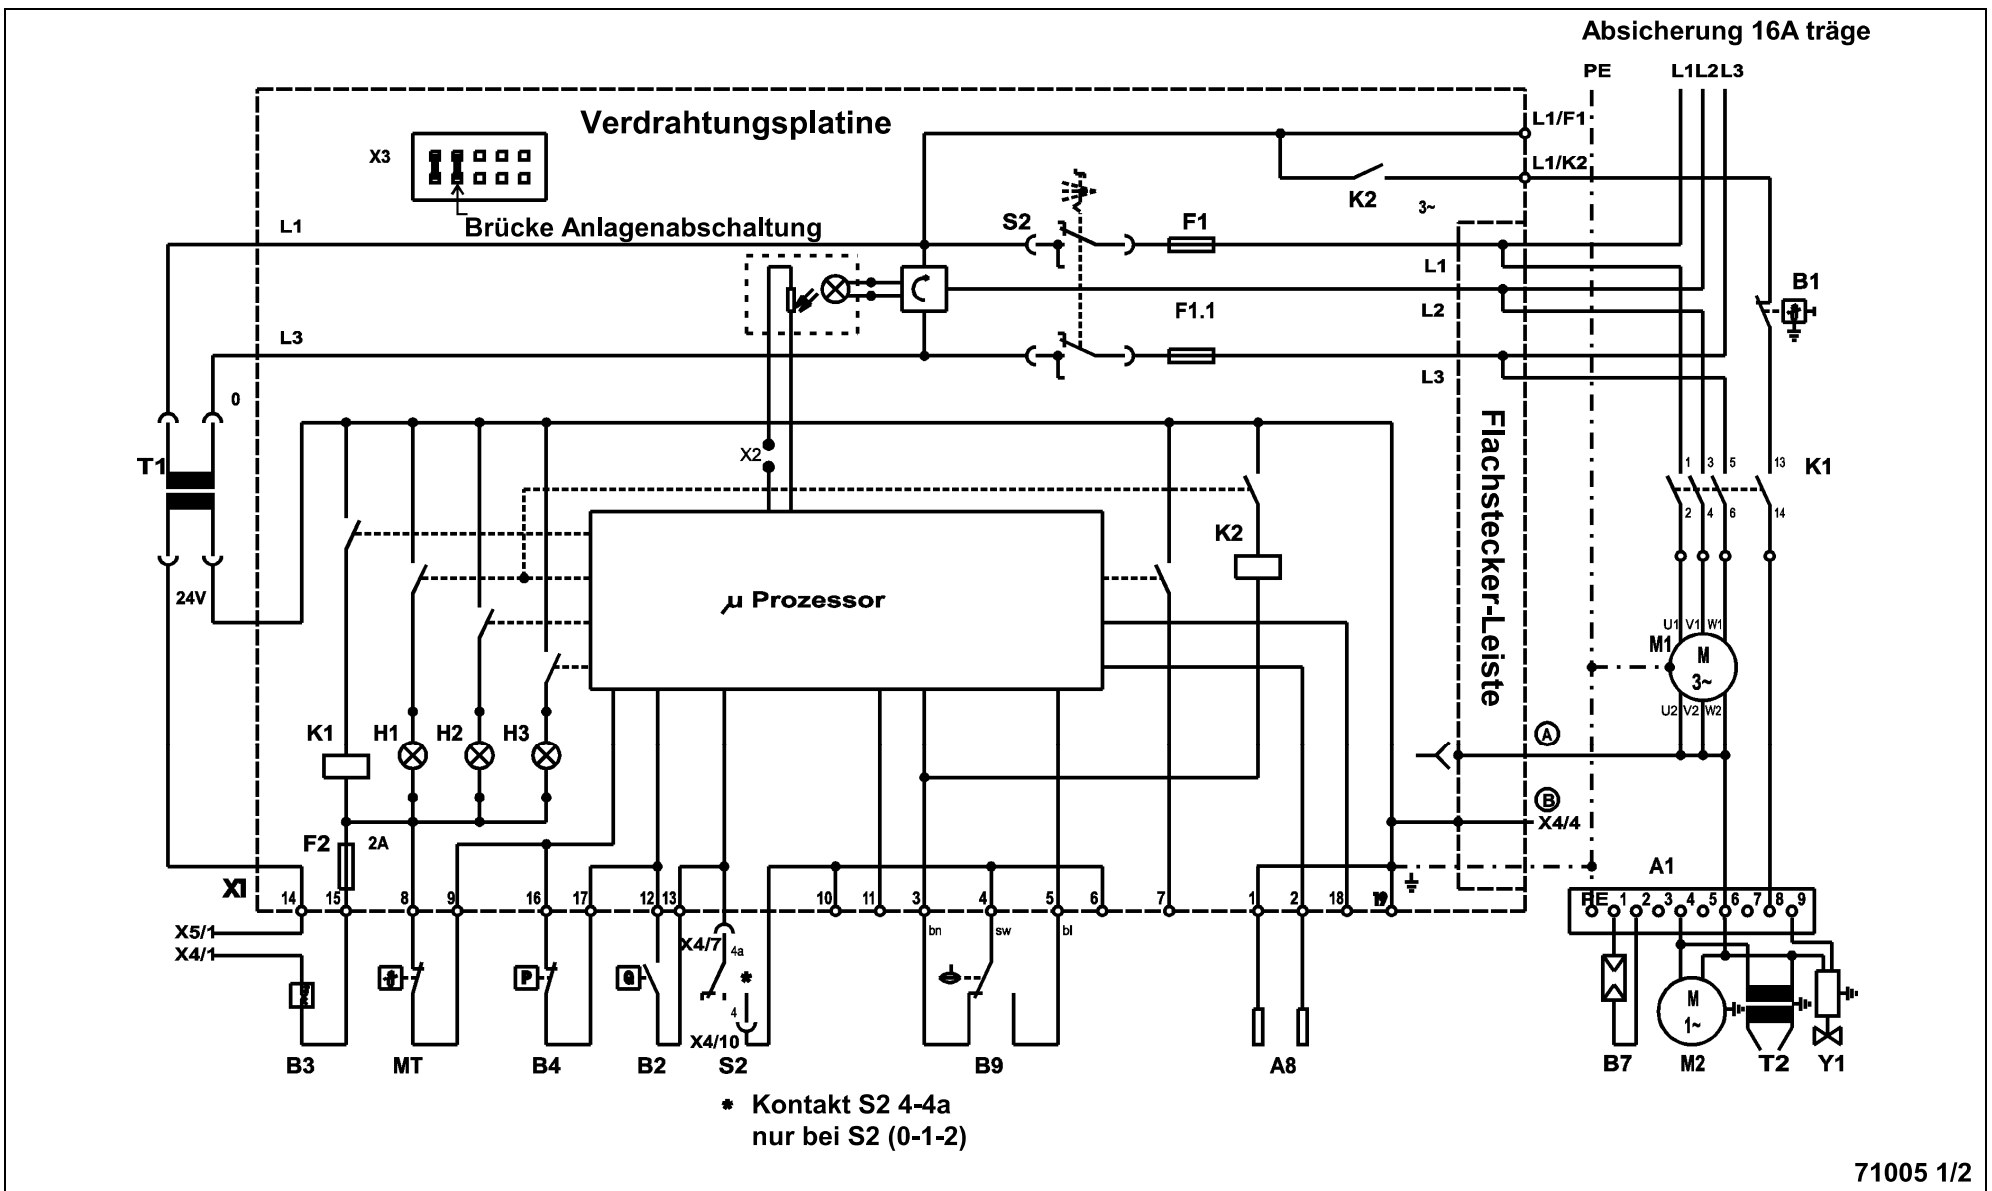 Absicherung 16A träge
PE L1 L2 L3
Verdrahtungsplatine
L1/F1
X3
L1/K2
K2
3~
Brücke Anlagenabschaltung
L1
S2
F1
L1
B1
L2
F1.1
L3
L3
0
Flachstecker-Leiste
T1
X2
1 3 5 13
K1
2 4 6 14
K2
24V
µ Prozessor
U1 V1 W1
M1
M
3~
U2 V2 W2
K1
H1
H2
H3
A
B
X4/4
F2
2A
A1
X1
14 15 8 9 16 17 12 13 10 11 3 4 5 6 7 1 2 18
PE 1 2 3 4 5 6 7 8 9
X5/1
X4/1
X4/7
4a
bn
sw
bl
P
Q
*
4
X4/10
M
1~
B3
MT
B4
B2
S2
B9
A8
B7
M2
T2
Y1
* Kontakt S2 4-4a
nur bei S2 (0-1-2)
71005 1/2